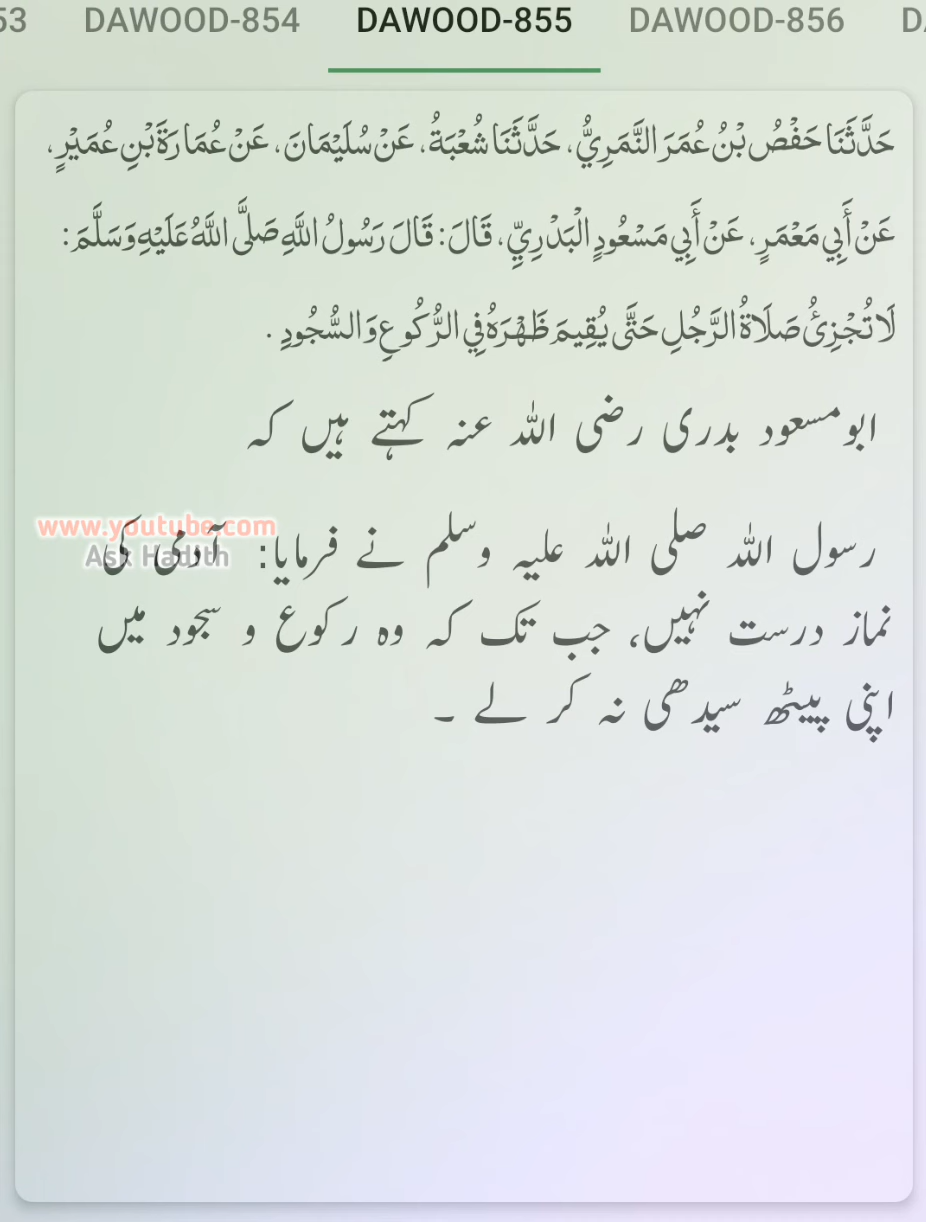 53 DAWOOD-854 DAWOOD-855 DAWOOD-856 DA
حَدَّثَنَا حَفْصُ بْنُ عُمَرَ النَّمَرِيُّ، حَدَّثَنَا شُعْبَةُ، عَنْ سُلَيْمَانَ، عَنْ عُمَارَةَ بْنِ عُمَيْرٍ،
عَنْ أَبِي مَعْمَرٍ، عَنْ أَبِي مَسْعُودٍ الْبَدْرِيِّ، قَالَ: قَالَ رَسُولُ اللَّهِ صَلَّى اللَّهُ عَلَيْهِ وَسَلَّمَ:
لَا تُجْزِئُ صَلَاةُ الرَّجُلِ حَتَّى يُقِيمَ ظَهْرَهُ فِي الرُّكُوعِ وَالسُّجُودِ .
ابومسعود بدری رضی اللہ عنہ کہتے ہیں کہ
رسول اللہ صلی اللہ علیہ وسلم نے فرمایا: آدمی کی
www.youtube.com
Ask Hadith
نماز درست نہیں، جب تک کہ وہ رکوع و سجود میں
اپنی پیٹھ سیدھی نہ کر لے ۔